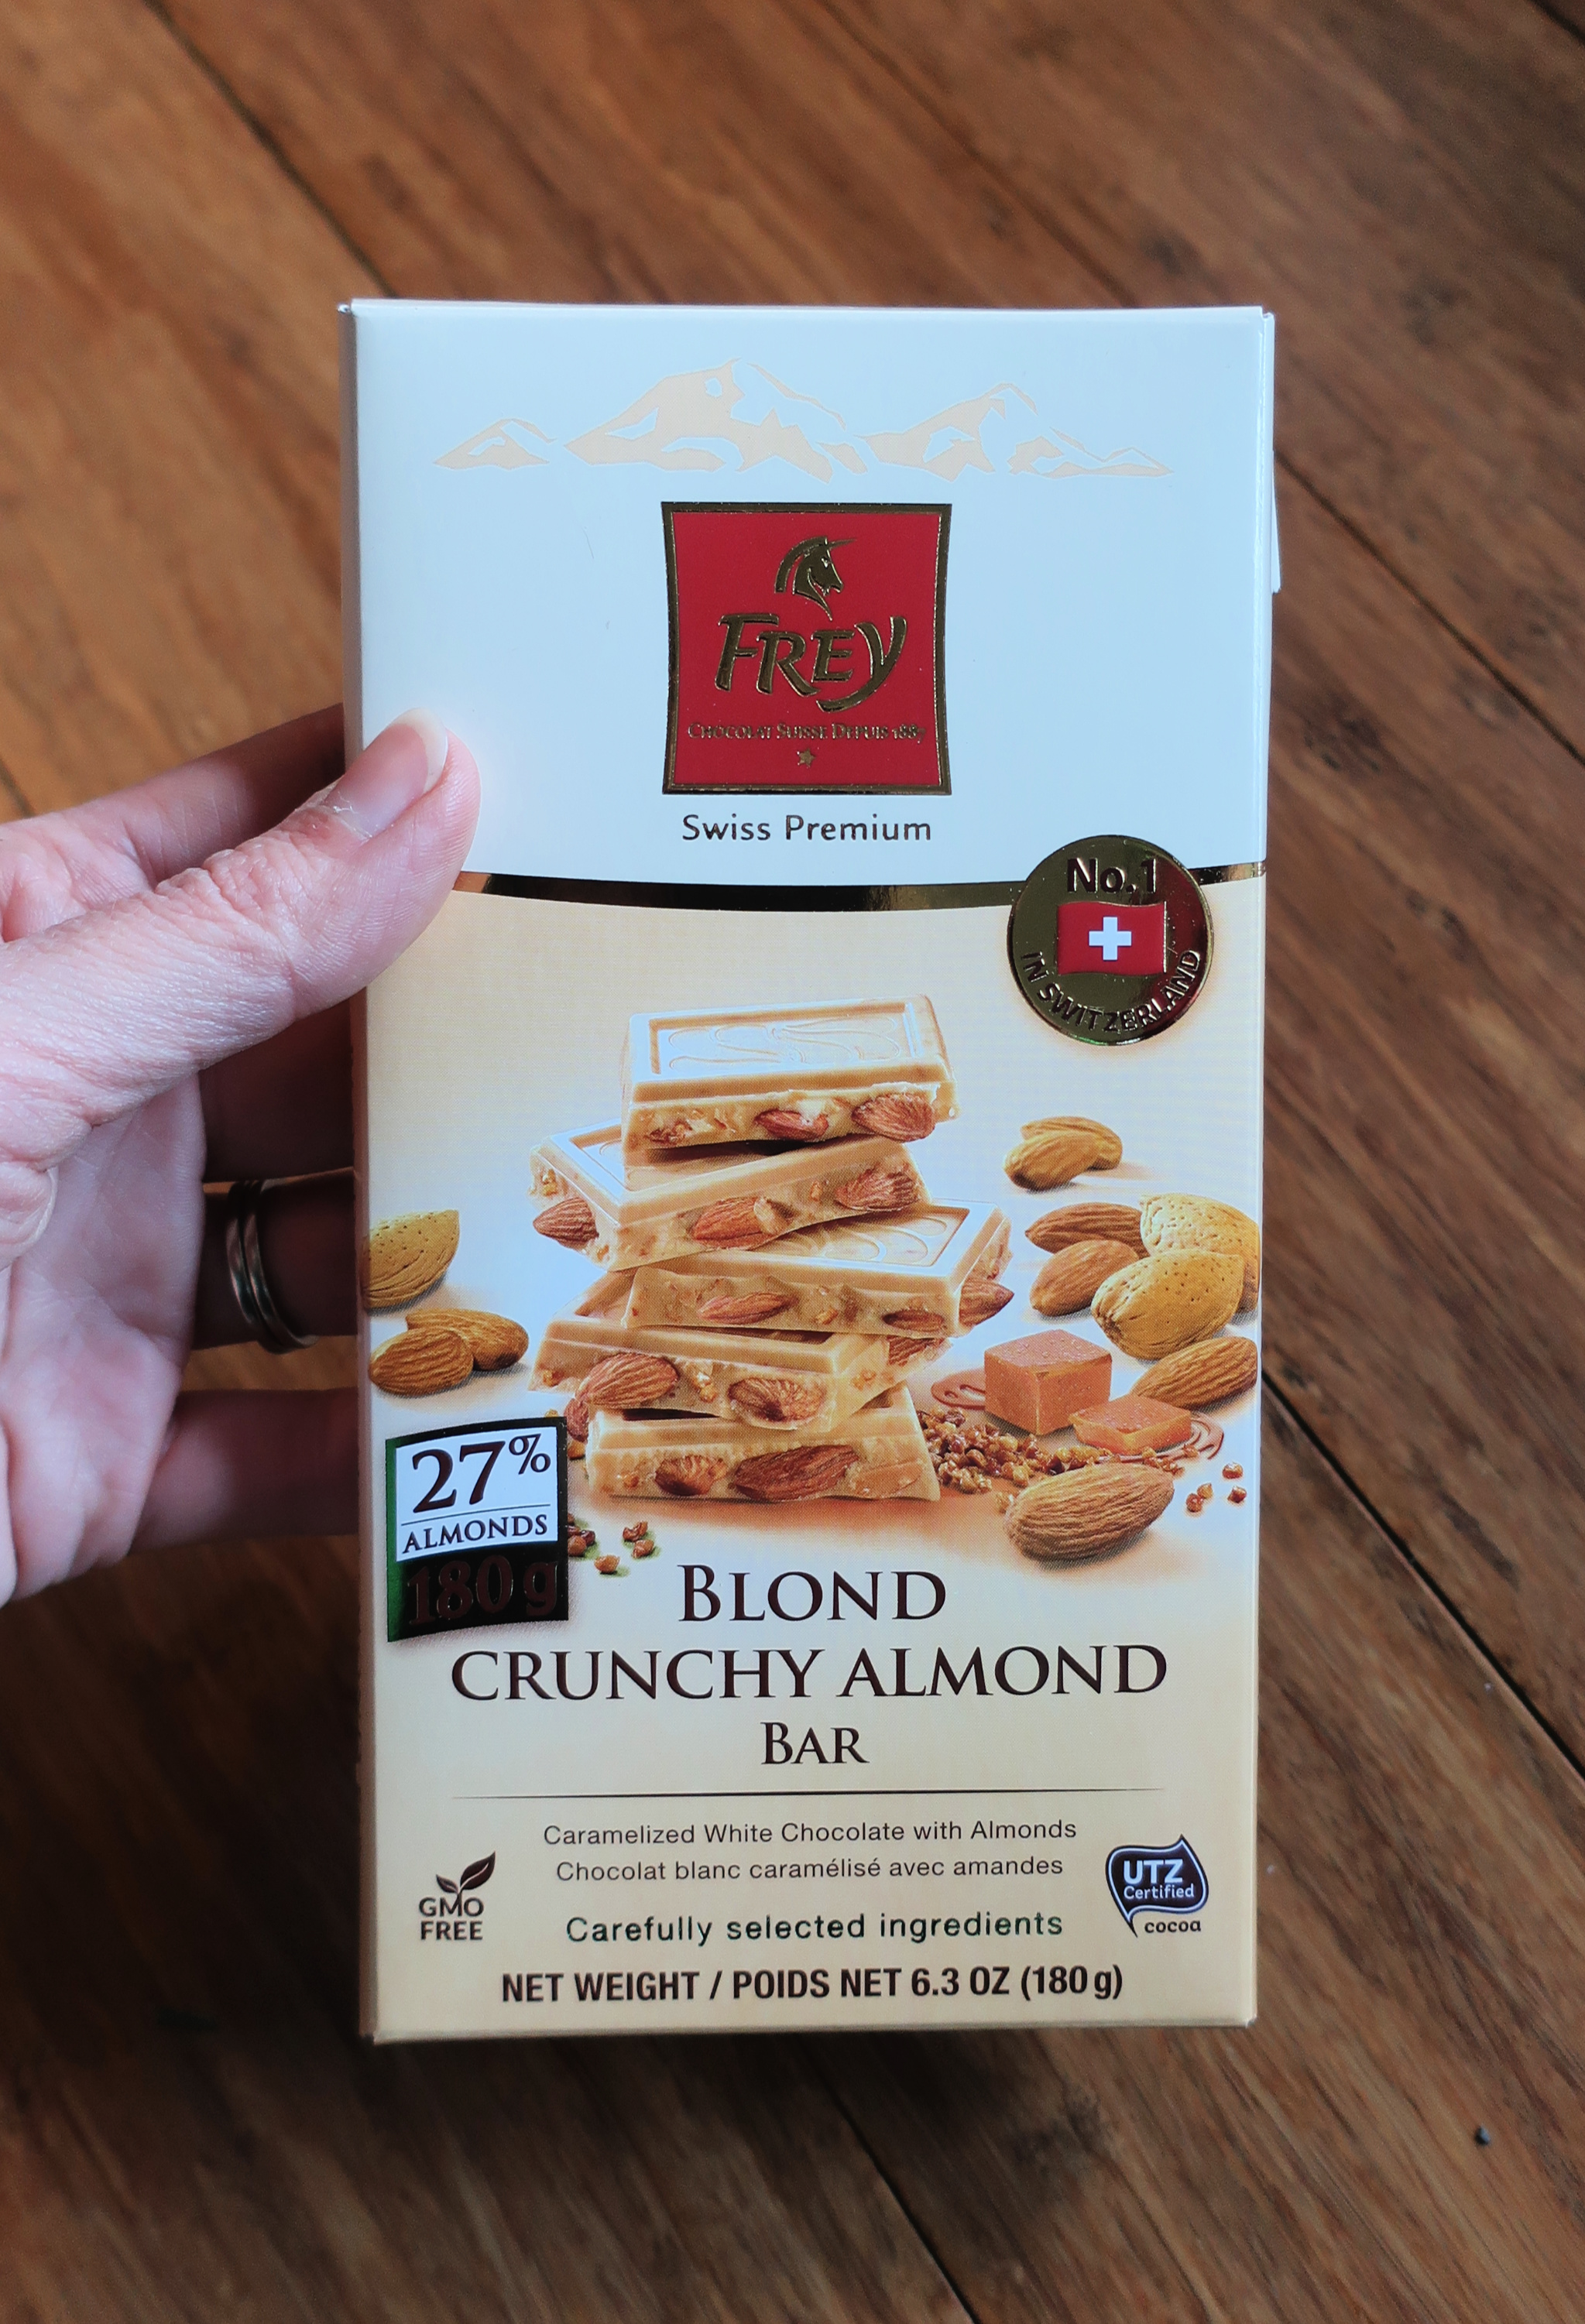 FREY
CHOCOLAT SUISSE DEPUIS 1887
Swiss Premium
No.1
IN SWITZERLAND
27%
ALMONDS
180 g
BLOND
CRUNCHY ALMOND
BAR
Caramelized White Chocolate with Almonds
Chocolat blanc caramélisé avec amandes
GMO
FREE
Carefully selected ingredients
UTZ
Certified
cocoa
NET WEIGHT / POIDS NET 6.3 OZ (180 g)